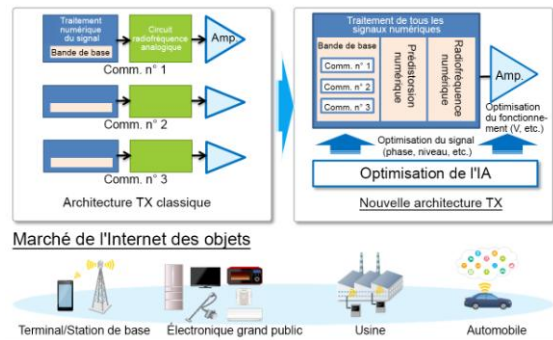 Traitement
numérique
du signal
Bande de base
Circuit
radiofréquence
analogique
Amp.
Comm. n° 1
Comm. n° 2
Comm. n° 3
Architecture TX classique
Traitement de tous les
signaux numériques
Bande de base
Comm. n° 1
Comm. n° 2
Comm. n° 3
Prédistorsion
numérique
Radiofréquence
numérique
Amp.
Optimisation
du fonctionne-
ment (V, etc.)
Optimisation du signal
(phase, niveau, etc.)
Optimisation de l'IA
Nouvelle architecture TX
Marché de l'Internet des objets
Terminal/Station de base
Électronique grand public
Usine
Automobile